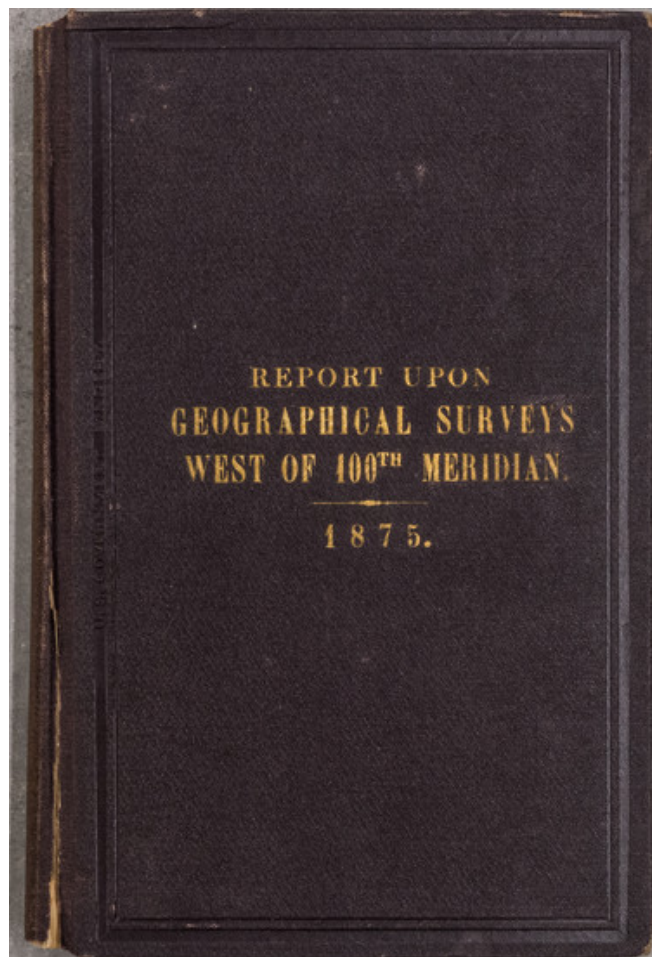 REPORT UPON
GEOGRAPHICAL SURVEYS
WEST OF 100TH MERIDIAN.
1875.